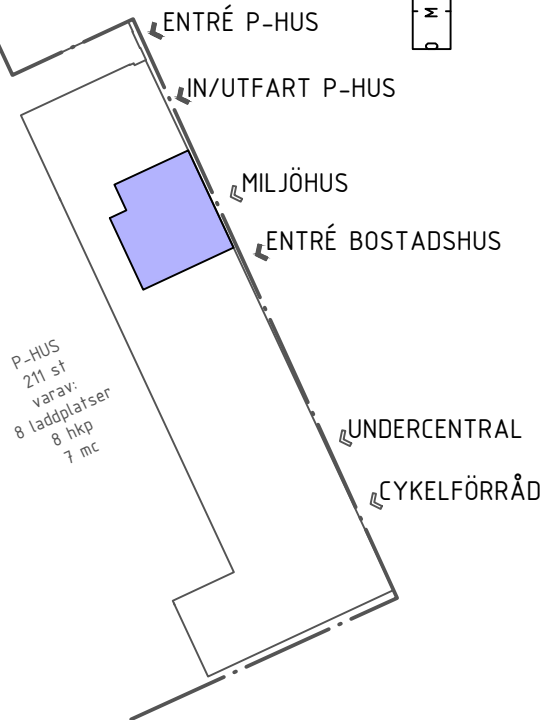 ENTRÉ P-HUS
IN/UTFART P-HUS
MILJÖHUS
ENTRÉ BOSTADSHUS
P-HUS
211 st
varav:
8 laddplatser
8 hkp
7 mc
UNDERCENTRAL
CYKELFÖRRÅD